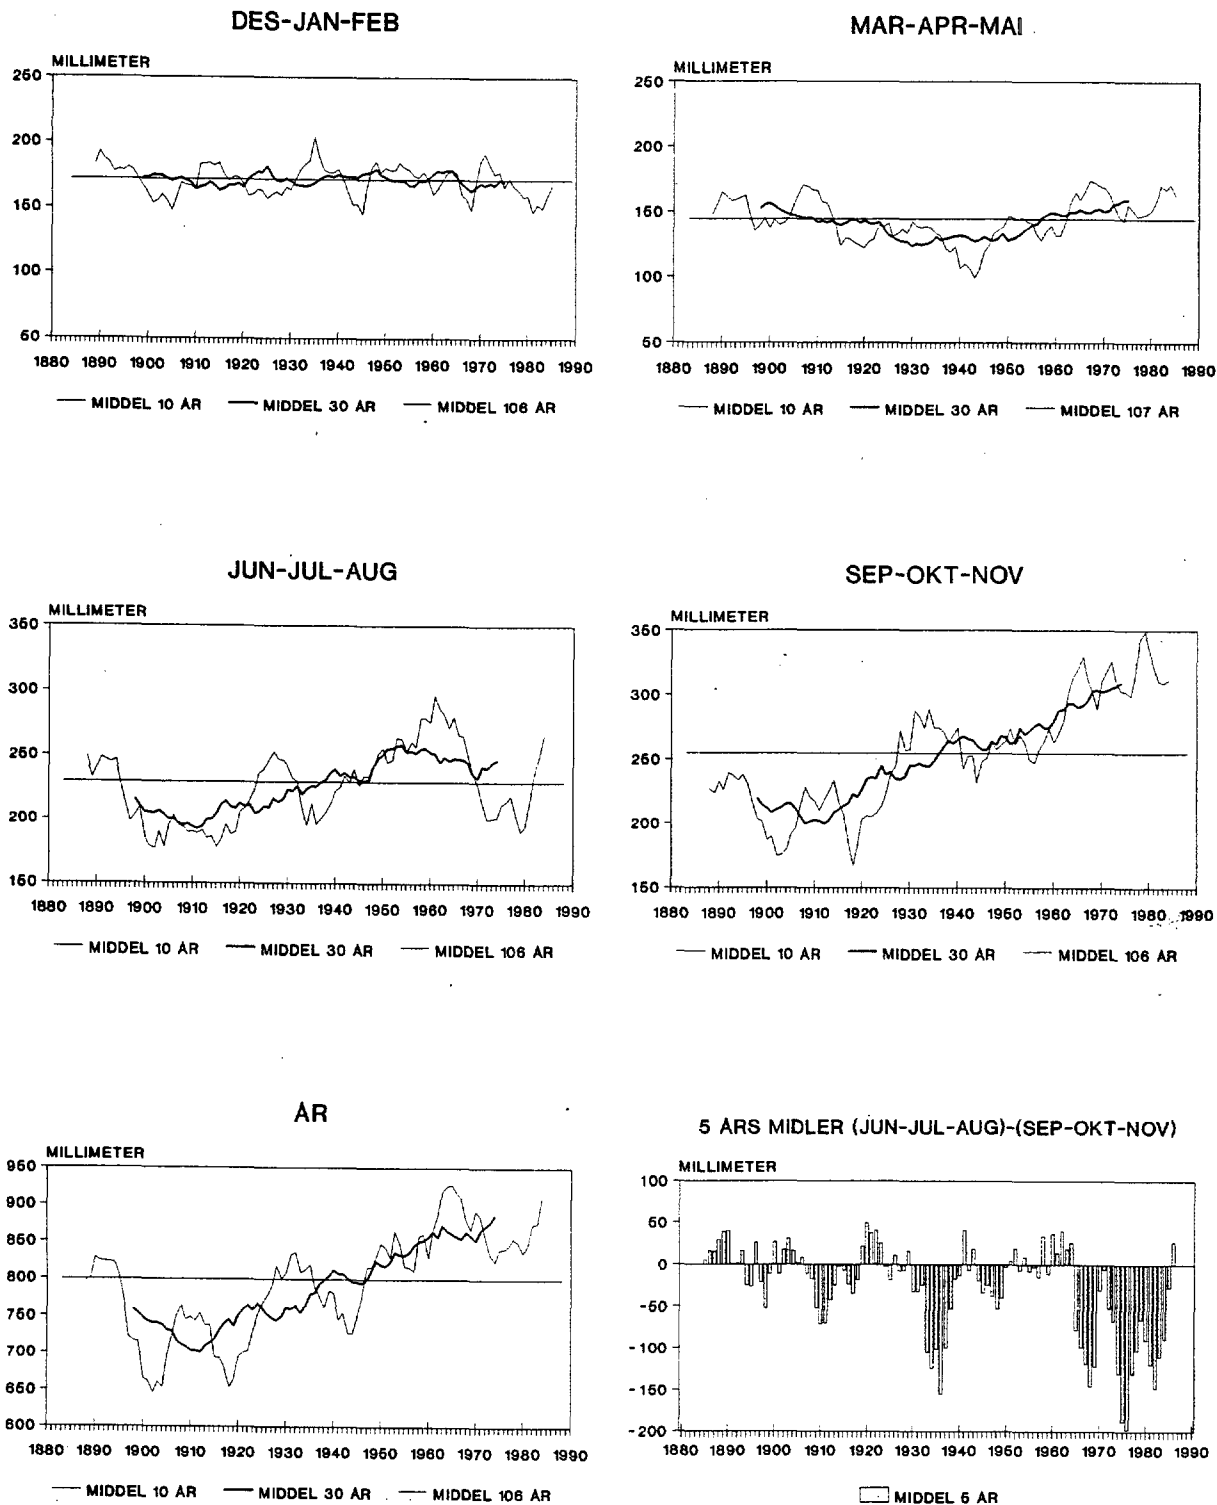 DES-JAN-FEB
MILLIMETER
250
200
150
100
50
1880 1890 1900 1910 1920 1930 1940 1950 1960 1970 1980 1990
MIDDEL 10 ÅR MIDDEL 30 ÅR MIDDEL 106 ÅR
MAR-APR-MAI
MILLIMETER
250
200
150
100
50
1880 1890 1900 1910 1920 1930 1940 1950 1960 1970 1980 1990
MIDDEL 10 ÅR MIDDEL 30 ÅR MIDDEL 107 ÅR
JUN-JUL-AUG
MILLIMETER
350
300
250
200
150
1880 1890 1900 1910 1920 1930 1940 1950 1960 1970 1980 1990
MIDDEL 10 ÅR MIDDEL 30 ÅR MIDDEL 106 ÅR
SEP-OKT-NOV
MILLIMETER
350
300
250
200
150
1880 1890 1900 1910 1920 1930 1940 1950 1960 1970 1980 1990
MIDDEL 10 ÅR MIDDEL 30 ÅR MIDDEL 106 ÅR
ÅR
MILLIMETER
950
900
850
800
750
700
650
600
1880 1890 1900 1910 1920 1930 1940 1950 1960 1970 1980 1990
MIDDEL 10 ÅR MIDDEL 30 ÅR MIDDEL 106 ÅR
5 ÅRS MIDLER (JUN-JUL-AUG)-(SEP-OKT-NOV)
MILLIMETER
100
50
0
-50
-100
-150
-200
1880 1890 1900 1910 1920 1930 1940 1950 1960 1970 1980 1990
MIDDEL 5 ÅR